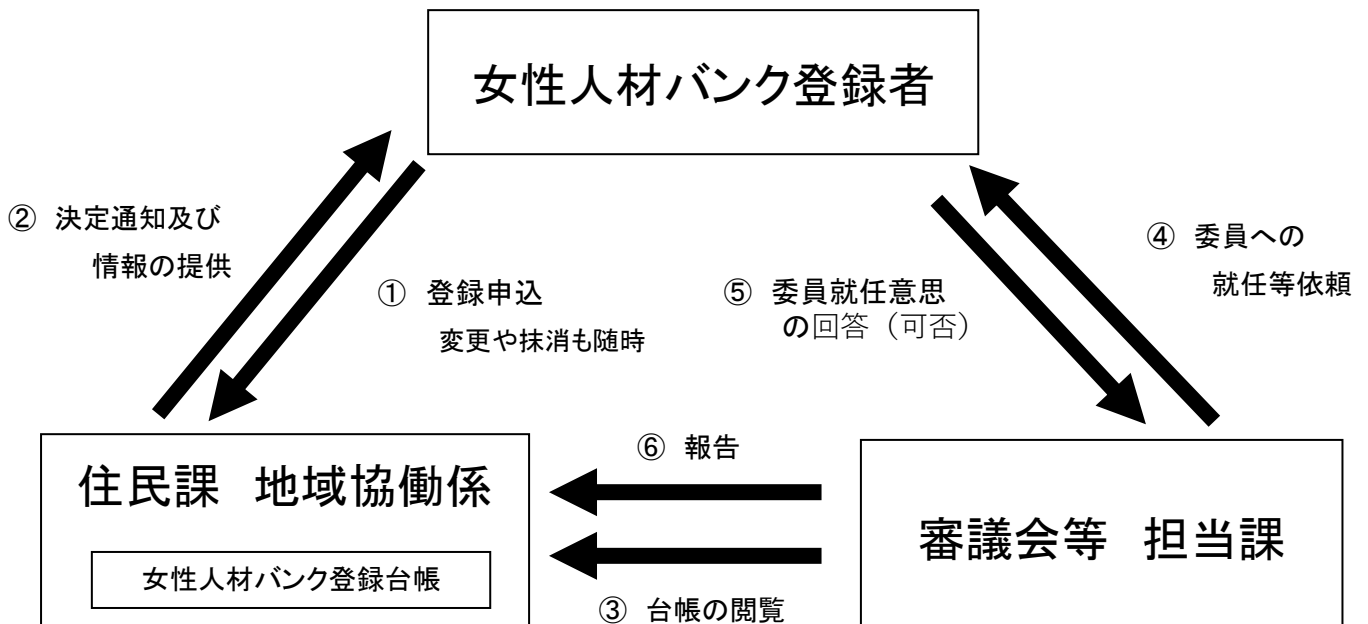 女性人材バンク登録者
② 決定通知及び
情報の提供
① 登録申込
変更や抹消も随時
⑤ 委員就任意思
の回答（可否）
④ 委員への
就任等依頼
住民課　地域協働係
女性人材バンク登録台帳
⑥ 報告
③ 台帳の閲覧
審議会等　担当課